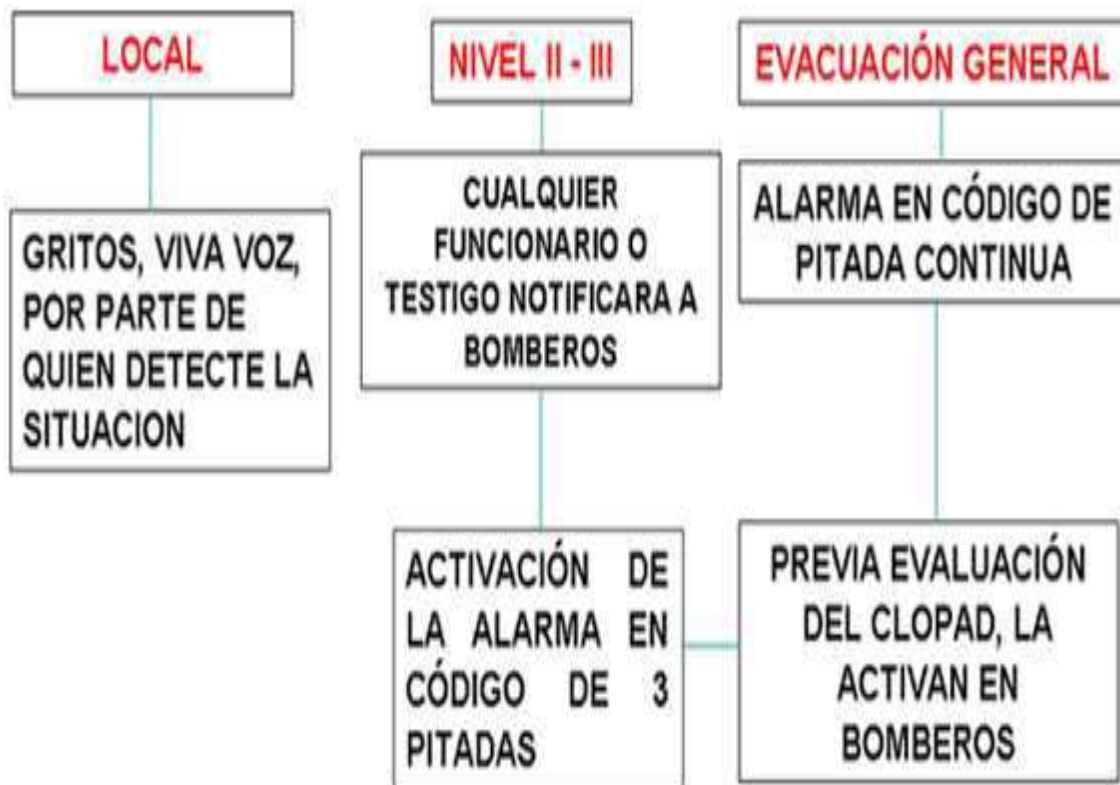 LOCAL
GRITOS, VIVA VOZ,
POR PARTE DE
QUIEN DETECTE LA
SITUACION
NIVEL II - III
CUALQUIER
FUNCIONARIO O
TESTIGO NOTIFICARA A
BOMBEROS
ACTIVACIÓN DE
LA ALARMA EN
CÓDIGO DE 3
PITADAS
EVACUACIÓN GENERAL
ALARMA EN CÓDIGO DE
PITADA CONTINUA
PREVIA EVALUACIÓN
DEL CLOPAD, LA
ACTIVAN EN
BOMBEROS